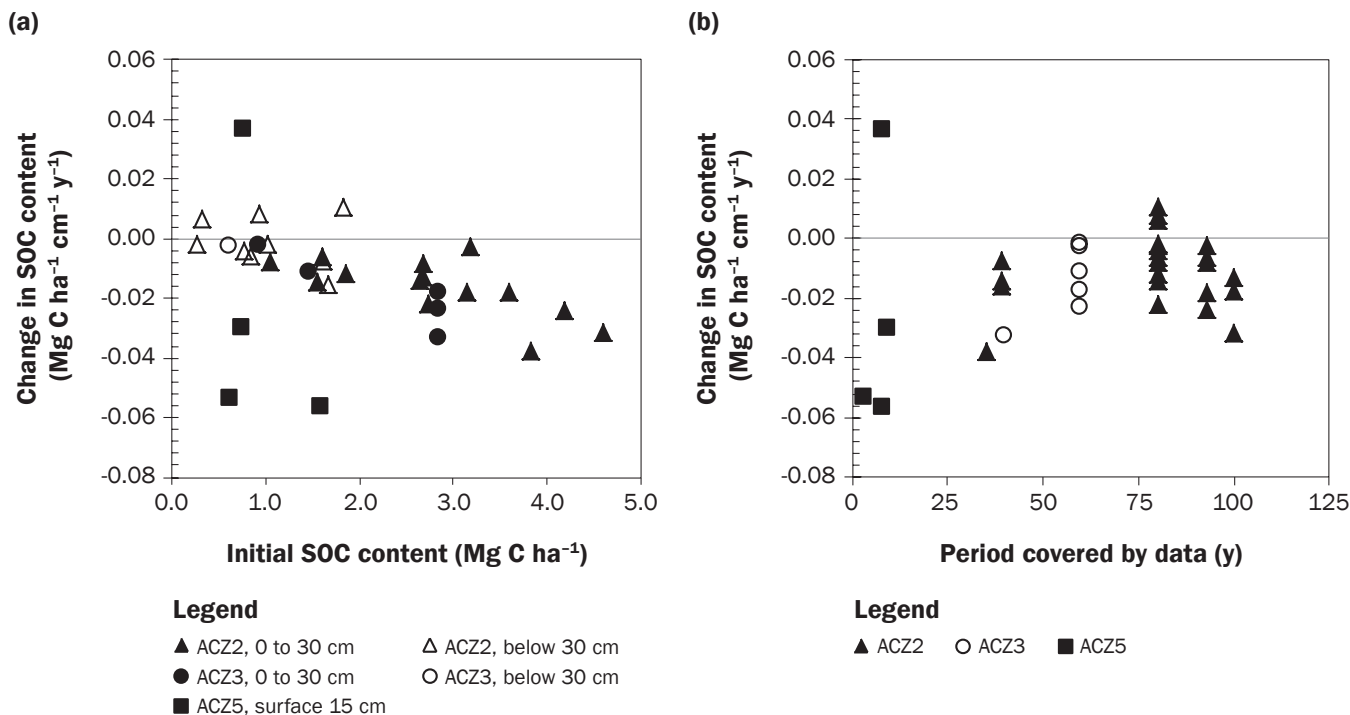 (a)
0.06
0.04
0.02
0.00
-0.02
-0.04
-0.06
-0.08
Change in SOC content
(Mg C ha⁻¹ cm⁻¹ y⁻¹)
0.0 1.0 2.0 3.0 4.0 5.0
Initial SOC content (Mg C ha⁻¹)
Legend
ACZ2, 0 to 30 cm
ACZ2, below 30 cm
ACZ3, 0 to 30 cm
ACZ3, below 30 cm
ACZ5, surface 15 cm
(b)
0.06
0.04
0.02
0.00
-0.02
-0.04
-0.06
-0.08
Change in SOC content
(Mg C ha⁻¹ cm⁻¹ y⁻¹)
0 25 50 75 100 125
Period covered by data (y)
Legend
ACZ2 ACZ3 ACZ5